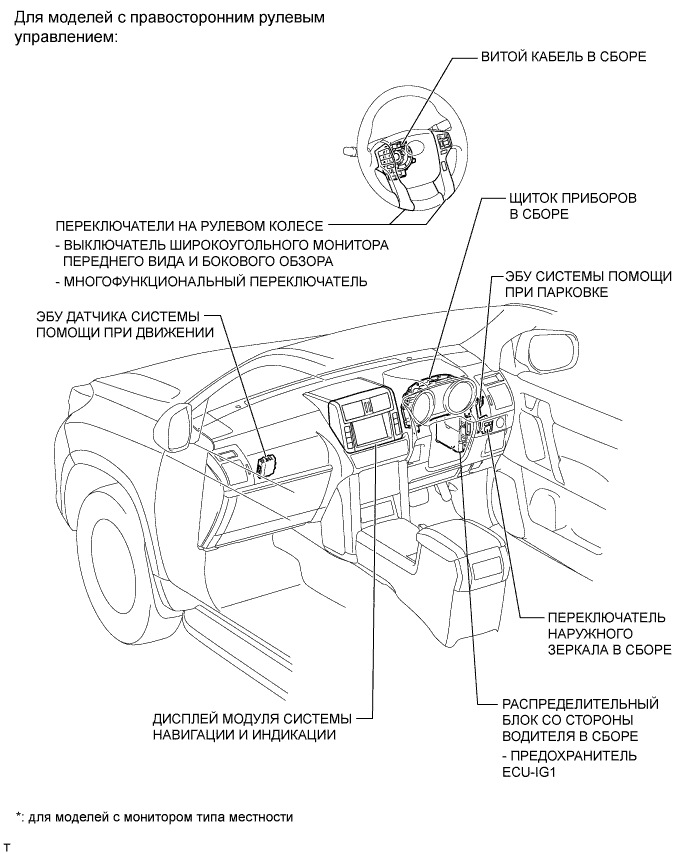 Для моделей с правосторонним рулевым
управлением:
ВИТОЙ КАБЕЛЬ В СБОРЕ
ЩИТОК ПРИБОРОВ
В СБОРЕ
ПЕРЕКЛЮЧАТЕЛИ НА РУЛЕВОМ КОЛЕСЕ
- ВЫКЛЮЧАТЕЛЬ ШИРОКОУГОЛЬНОГО МОНИТОРА
ПЕРЕДНЕГО ВИДА И БОКОВОГО ОБЗОРА
- МНОГОФУНКЦИОНАЛЬНЫЙ ПЕРЕКЛЮЧАТЕЛЬ
ЭБУ СИСТЕМЫ ПОМОЩИ
ПРИ ПАРКОВКЕ
ЭБУ ДАТЧИКА СИСТЕМЫ
ПОМОЩИ ПРИ ДВИЖЕНИИ
ПЕРЕКЛЮЧАТЕЛЬ
НАРУЖНОГО
ЗЕРКАЛА В СБОРЕ
ДИСПЛЕЙ МОДУЛЯ СИСТЕМЫ
НАВИГАЦИИ И ИНДИКАЦИИ
РАСПРЕДЕЛИТЕЛЬНЫЙ
БЛОК СО СТОРОНЫ
ВОДИТЕЛЯ В СБОРЕ
- ПРЕДОХРАНИТЕЛЬ
ECU-IG1
*: для моделей с монитором типа местности
T